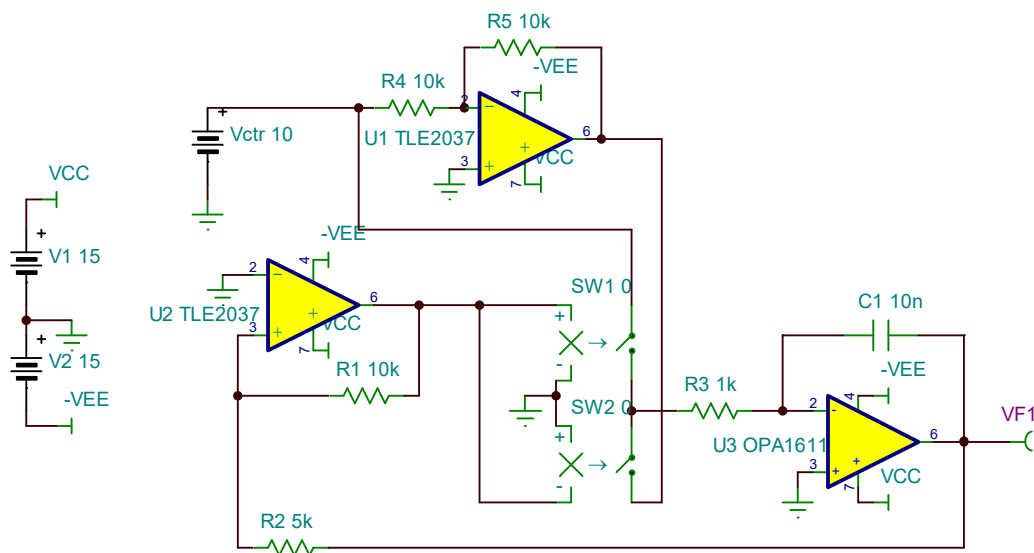 R5 10k
-VEE
R4 10k
4
2
+
Vctr 10
U1 TLE2037
6
VCC
3
7
VCC
+
V1 15
-VEE
4
2
SW1 0
6
U2 TLE2037
VCC
+
3
7
-
C1 10n
+
V2 15
R1 10k
-VEE
-VEE
SW2 0
R3 1k
4
2
+
VF1
U3 OPA1611
6
3
VCC
7
-
R2 5k